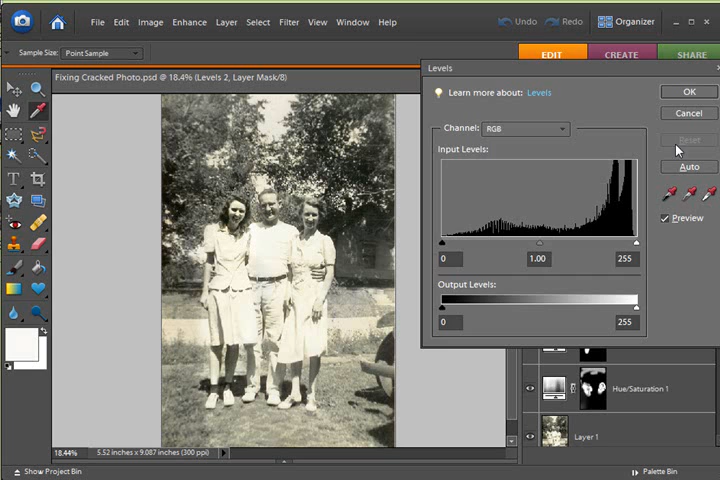 File Edit Image Enhance Layer Select Filter View Window Help Undo Redo Organizer
Sample Size: Point Sample EDIT CREATE SHARE
Fixing Cracked Photo.psd @ 18.4% (Levels 2, Layer Mask/8)
Levels
Learn more about: Levels
OK
Cancel
Reset
Auto
Preview
Channel: RGB
Input Levels:
0 1.00 255
Output Levels:
0 255
Hue/Saturation 1
Layer 1
18.44% 5.52 inches x 9.087 inches (300 ppi)
Show Project Bin Palette Bin